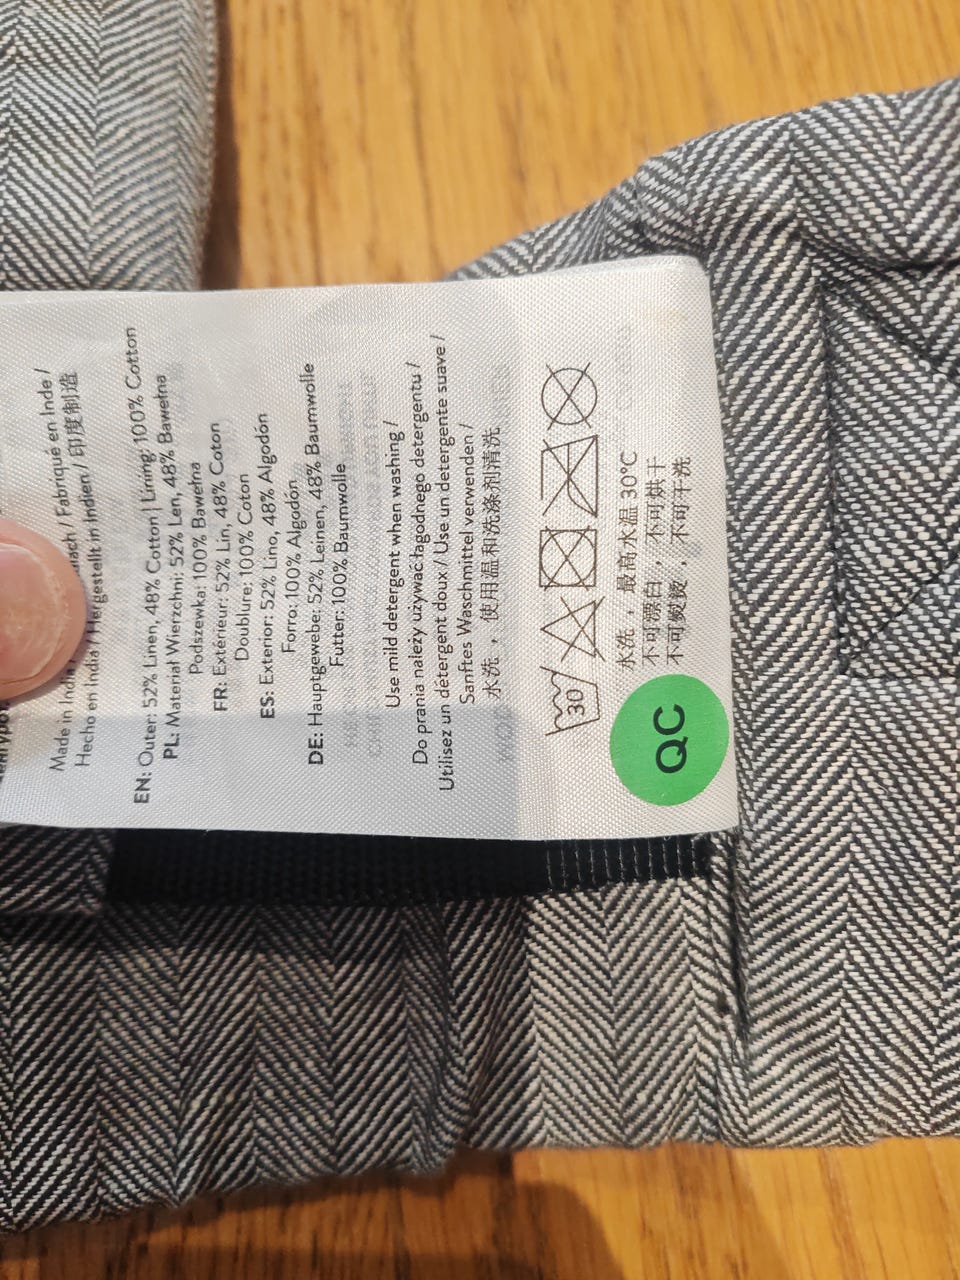 Made in India / / Fabriqué en Inde /
Hecho en India / Hergestellt in Indien / 印度制造
EN: Outer: 52% Linen, 48% Cotton | Lining: 100% Cotton
PL: Materiał Wierzchni: 52% Len, 48% Bawełna
Podszewka: 100% Bawełna
FR: Extérieur: 52% Lin, 48% Coton
Doublure: 100% Coton
ES: Exterior: 52% Lino, 48% Algodón
Forro: 100% Algodón
DE: Hauptgewebe: 52% Leinen, 48% Baumwolle
Futter: 100% Baumwolle
Use mild detergent when washing /
Do prania należy używać łagodnego detergentu /
Utilisez un détergent doux / Use un detergente suave /
Sanftes Waschmittel verwenden /
水洗，使用温和洗涤剂清洗
30
水洗，最高水温 30°C
不可漂白，不可烘干
不可熨烫，不可干洗
QC